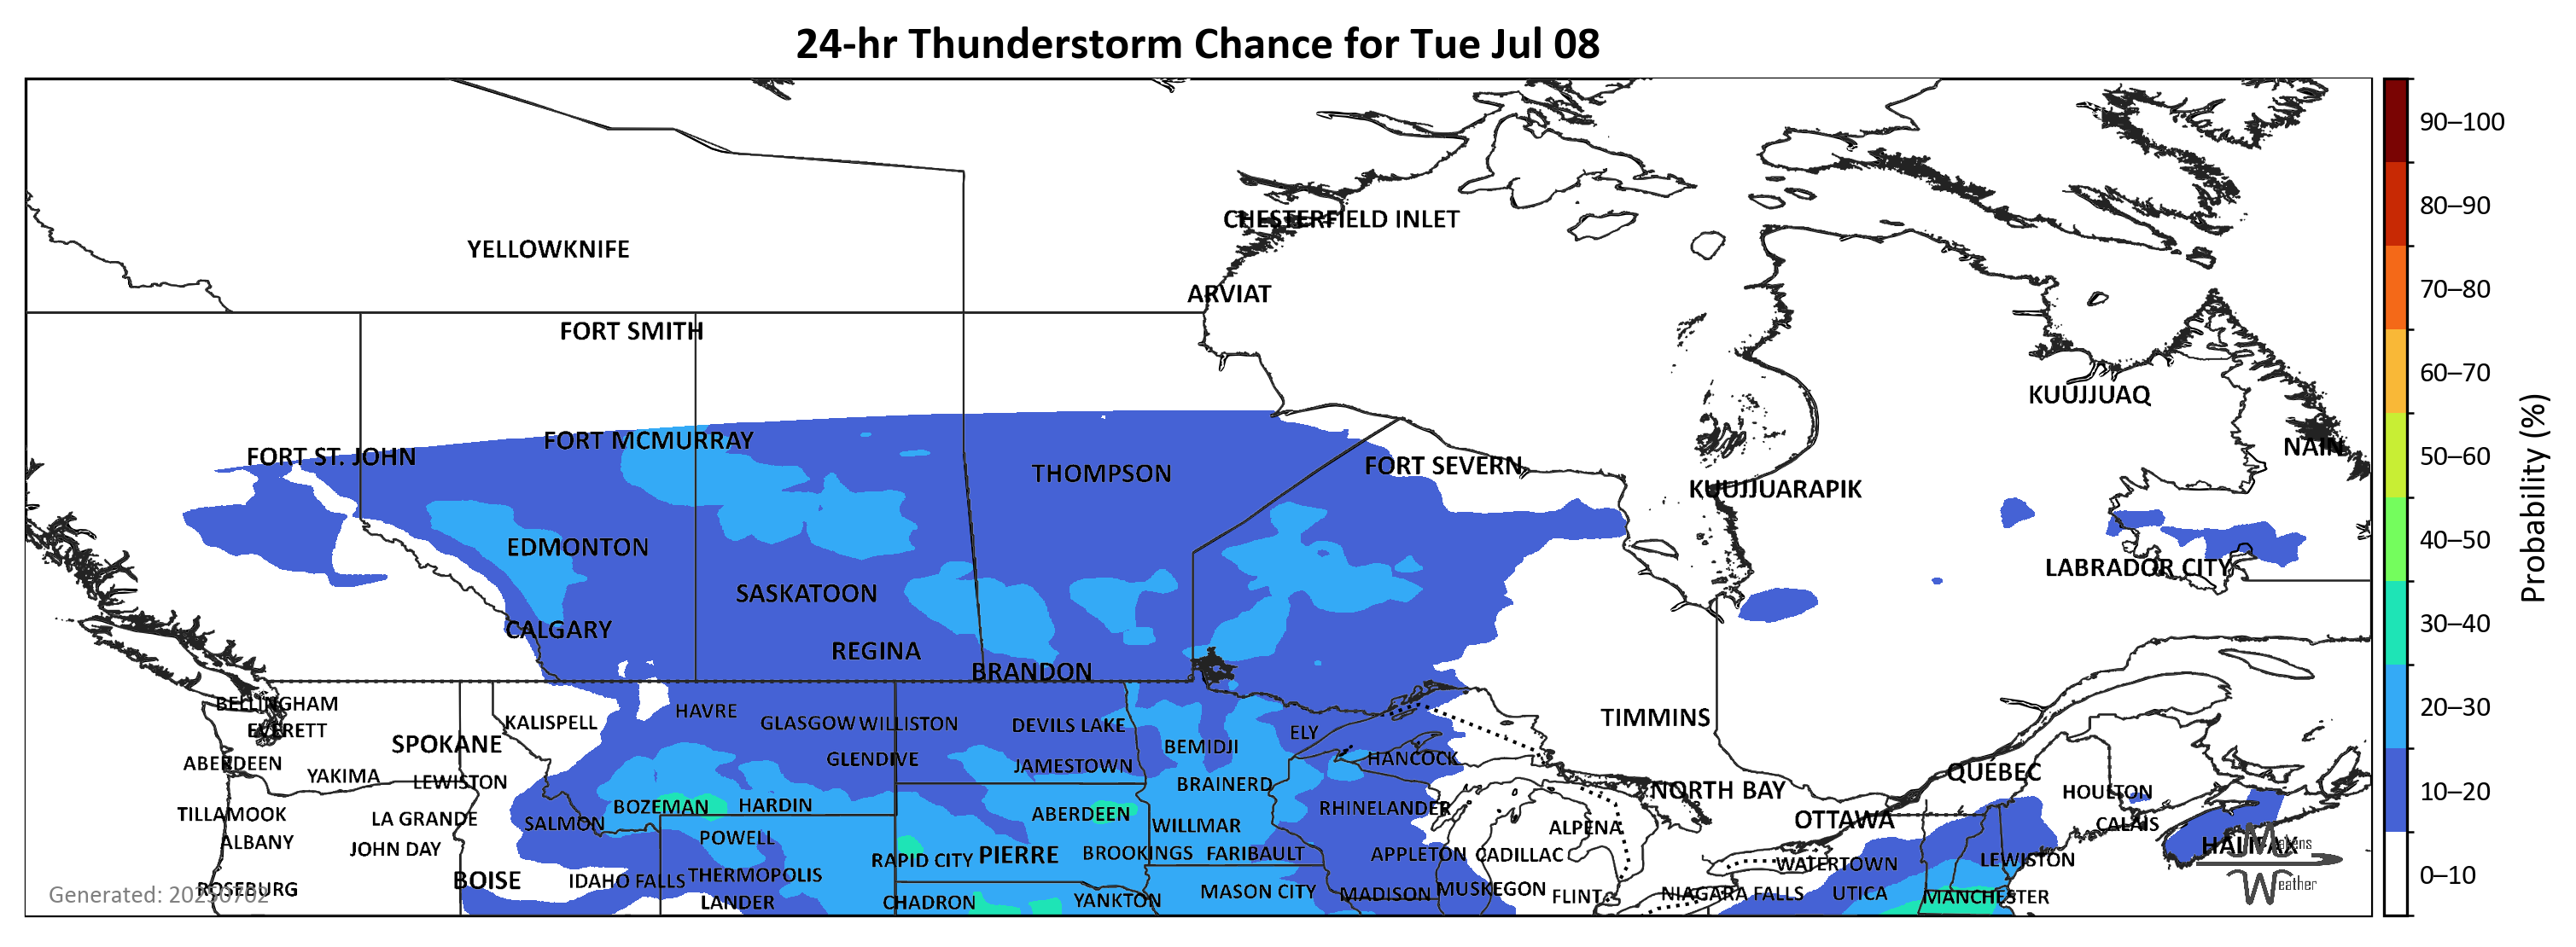 24-hr Thunderstorm Chance for Tue Jul 08
90–100
80–90
CHESTERFIELD INLET
YELLOWKNIFE
70–80
ARVIAT
FORT SMITH
60–70
KUUJJUAQ
FORT MCMURRAY
NAIN
50–60
FORT ST. JOHN
THOMPSON
FORT SEVERN
KUUJJUARAPIK
EDMONTON
40–50
Probability (%)
LABRADOR CITY
SASKATOON
30–40
CALGARY
REGINA
BRANDON
BELLINGHAM
HAVRE
20–30
KALISPELL
GLASGOW
WILLISTON
DEVILS LAKE
TIMMINS
EVERETT
ELY
SPOKANE
BEMIDJI
ABERDEEN
GLENDIVE
JAMESTOWN
HANCOCK
QUÉBEC
YAKIMA
LEWISTON
BRAINERD
NORTH BAY
HOULTON
10–20
BOZEMAN
HARDIN
RHINELANDER
TILLAMOOK
LA GRANDE
SALMON
ABERDEEN
WILLMAR
ALPENA
OTTAWA
CALAIS
ALBANY
JOHN DAY
POWELL
RAPID CITY
PIERRE
BROOKINGS
FARIBAULT
APPLETON
CADILLAC
WATERTOWN
LEWISTON
HALIFAX
Makens
Weather
BOISE
IDAHO FALLS
THERMOPOLIS
0–10
Generated: 20250702
ROSEBURG
LANDER
CHADRON
YANKTON
MASON CITY
MADISON
MUSKEGON
FLINT
NIAGARA FALLS
UTICA
MANCHESTER